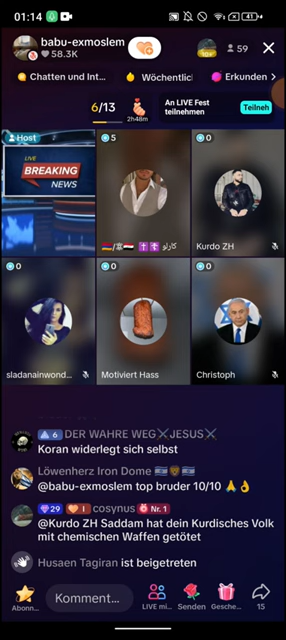 01:14
41
babu-exmoslem
58.3K
59
Chatten und Int...
Wöchentlic
Erkunden >
6/13
2h48m
An LIVE Fest
teilnehmen
Teilneh
Host
LIVE
BREAKING
NEWS
5
كارلو
0
Kurdo ZH
0
sladanainwond...
0
Motiviert Hass
0
Christoph
6 DER WAHRE WEG⚔JESUS⚔
Koran widerlegt sich selbst
Löwenherz Iron Dome 🇮🇱🦁🇮🇱
@babu-exmoslem top bruder 10/10 🙏👌
29 I cosynus Nr. 1
@Kurdo ZH Saddam hat dein Kurdisches Volk
mit chemischen Waffen getötet
Husaen Tagiran ist beigetreten
Abonn...
Komment...
LIVE mi...
Senden
Gesche...
15